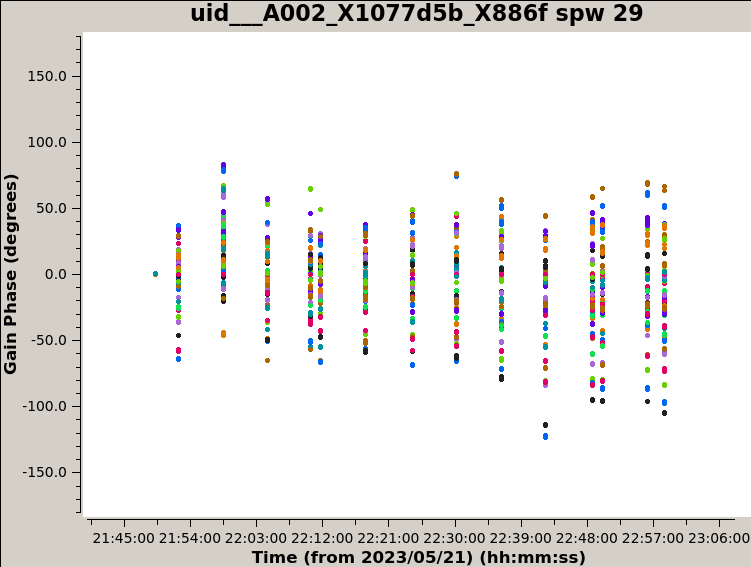 uid___A002_X1077d5b_X886f spw 29
Gain Phase (degrees)
150.0
100.0
50.0
0.0
-50.0
-100.0
-150.0
21:45:00 21:54:00 22:03:00 22:12:00 22:21:00 22:30:00 22:39:00 22:48:00 22:57:00 23:06:00
Time (from 2023/05/21) (hh:mm:ss)